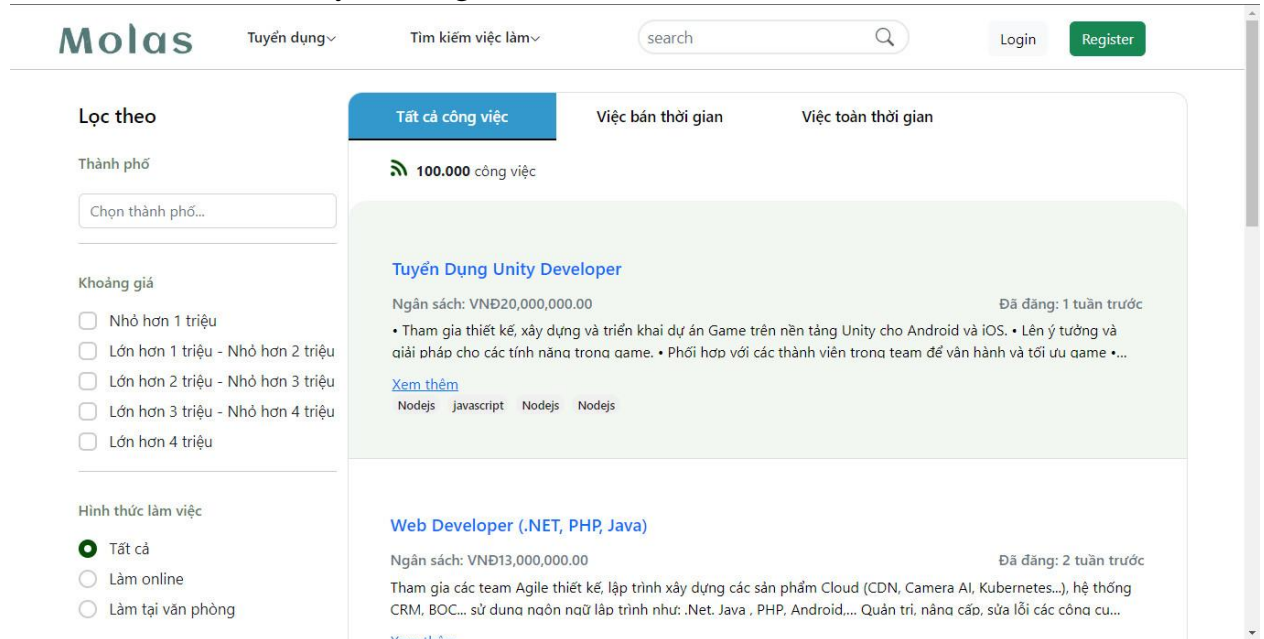 Molas
Tuyển dụng
Tìm kiếm việc làm
search
Login
Register
Lọc theo
Thành phố
Chọn thành phố...
Khoảng giá
Nhỏ hơn 1 triệu
Lớn hơn 1 triệu - Nhỏ hơn 2 triệu
Lớn hơn 2 triệu - Nhỏ hơn 3 triệu
Lớn hơn 3 triệu - Nhỏ hơn 4 triệu
Lớn hơn 4 triệu
Hình thức làm việc
Tất cả
Làm online
Làm tại văn phòng
Tất cả công việc
Việc bán thời gian
Việc toàn thời gian
100.000 công việc
Tuyển Dụng Unity Developer
Ngân sách: VNĐ20,000,000.00
Đã đăng: 1 tuần trước
• Tham gia thiết kế, xây dựng và triển khai dự án Game trên nền tảng Unity cho Android và iOS. • Lên ý tưởng và
giải pháp cho các tính năng trong game. • Phối hợp với các thành viên trong team để vận hành và tối ưu game •...
Xem thêm
Nodejs javascript Nodejs Nodejs
Web Developer (.NET, PHP, Java)
Ngân sách: VNĐ13,000,000.00
Đã đăng: 2 tuần trước
Tham gia các team Agile thiết kế, lập trình xây dựng các sản phẩm Cloud (CDN, Camera AI, Kubernetes...), hệ thống
CRM, BOC... sử dụng ngôn ngữ lập trình như: .Net. Java , PHP, Android,... Quản trị, nâng cấp, sửa lỗi các công cụ...